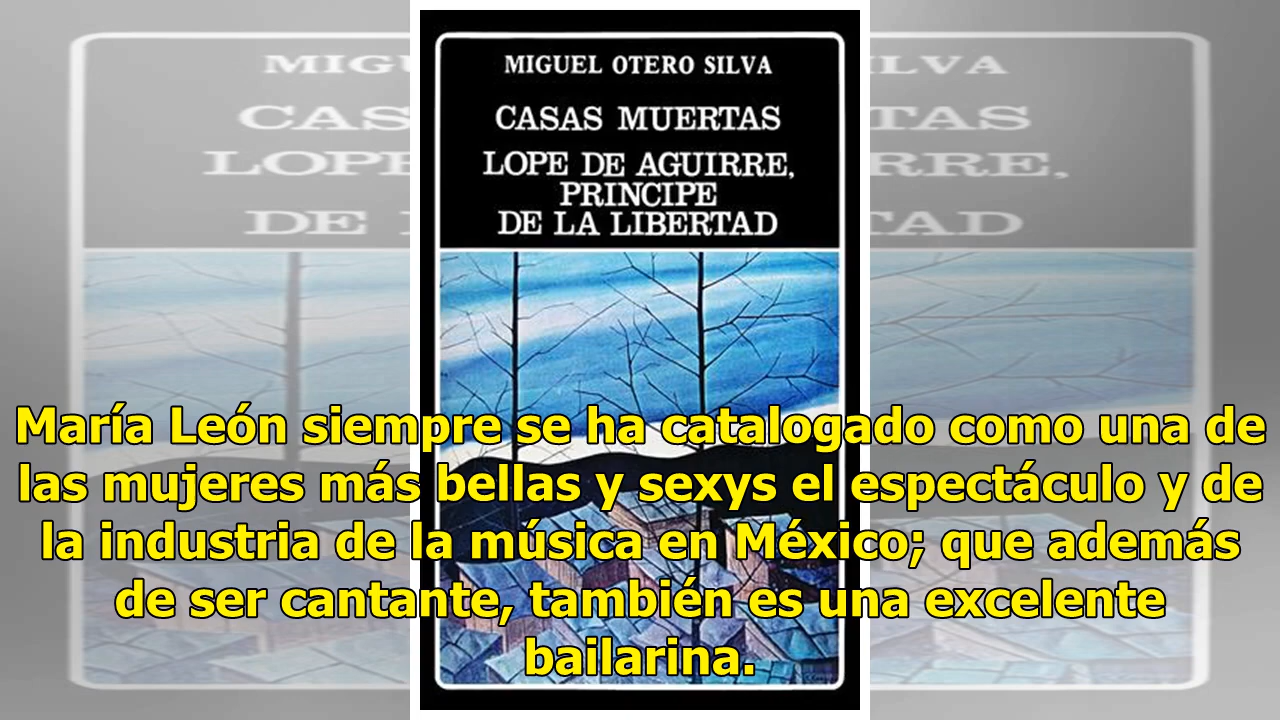 MIGUEL OTERO SILVA
CASAS MUERTAS
LOPE DE AGUIRRE,
PRINCIPE
DE LA LIBERTAD
María León siempre se ha catalogado como una de
las mujeres más bellas y sexys el espectáculo y de
la industria de la música en México; que además
de ser cantante, también es una excelente
bailarina.